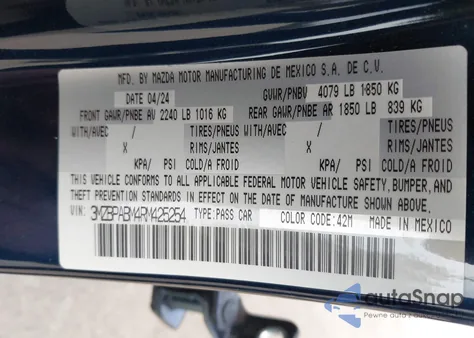 MFD. BY MAZDA MOTOR MANUFACTURING DE MEXICO S.A. DE C.V.
DATE 04/24 GVWR/PNBV 4079 LB 1850 KG
FRONT GAWR/PNBE AV 2240 LB 1016 KG REAR GAWR/PNBE AR 1850 LB 839 KG
WITH/AVEC / TIRES/PNEUS WITH/AVEC / TIRES/PNEUS
X RIMS/JANTES X RIMS/JANTES
KPA/ PSI COLD/A FROID KPA/ PSI COLD/A FROID
THIS VEHICLE CONFORMS TO ALL APPLICABLE FEDERAL MOTOR VEHICLE SAFETY, BUMPER, AND
THEFT PREVENTION STANDARDS IN EFFECT ON THE DATE OF MANUFACTURE SHOWN ABOVE.
VIN: 3MZBPABM4RM425254 TYPE:PASS CAR COLOR CODE:42M MADE IN MEXICO
autoSnap
Pewne auto z